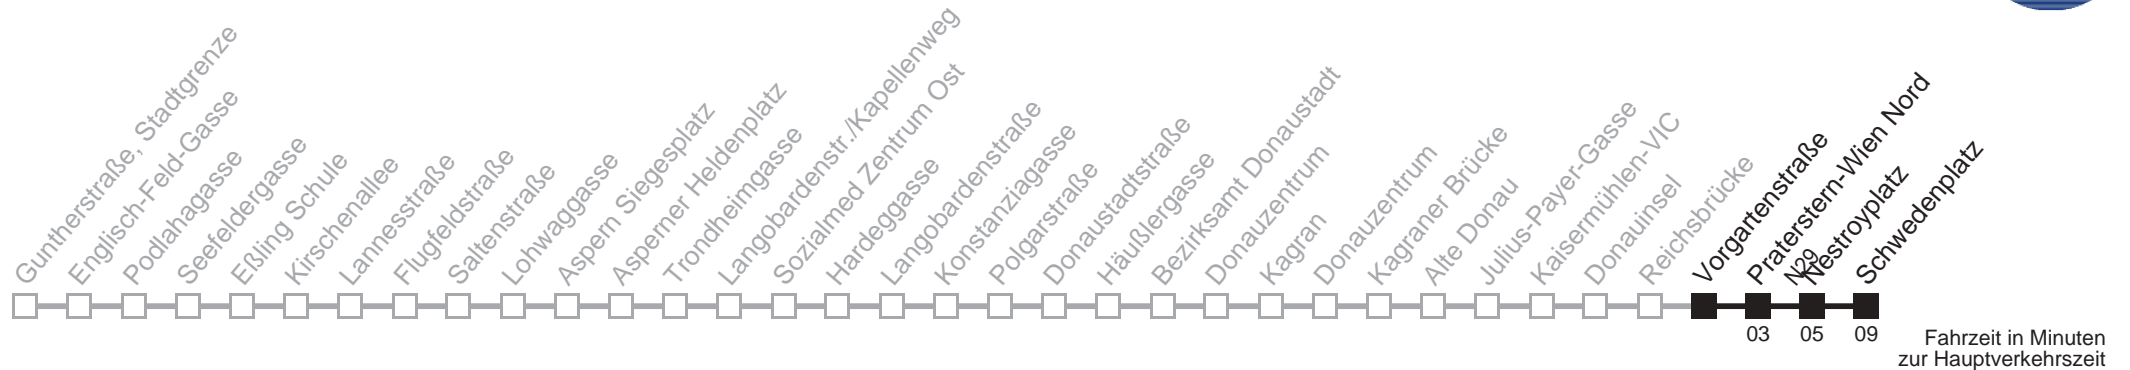 Guntherstraße, Stadtgrenze
Englisch-Feld-Gasse
Podlahagasse
Seefeldergasse
Eßling Schule
Kirschenallee
Lannesstraße
Flugfeldstraße
Saltenstraße
Lohwaggasse
Aspern Siegesplatz
Asperner Heldenplatz
Trondheimgasse
Langobardenstr./Kapellenweg
Sozialmed Zentrum Ost
Hardeggasse
Langobardenstraße
Konstanziagasse
Polgarstraße
Donaustadtstraße
Häußlergasse
Bezirksamt Donaustadt
Donauzentrum
Kagran
Donauzentrum
Kagraner Brücke
Alte Donau
Julius-Payer-Gasse
Kaisermühlen-VIC
Donauinsel
Reichsbrücke
Vorgartenstraße
Praterstern-Wien Nord
N29
Nestroyplatz
Schwedenplatz
03 05 09
Fahrzeit in Minuten
zur Hauptverkehrszeit